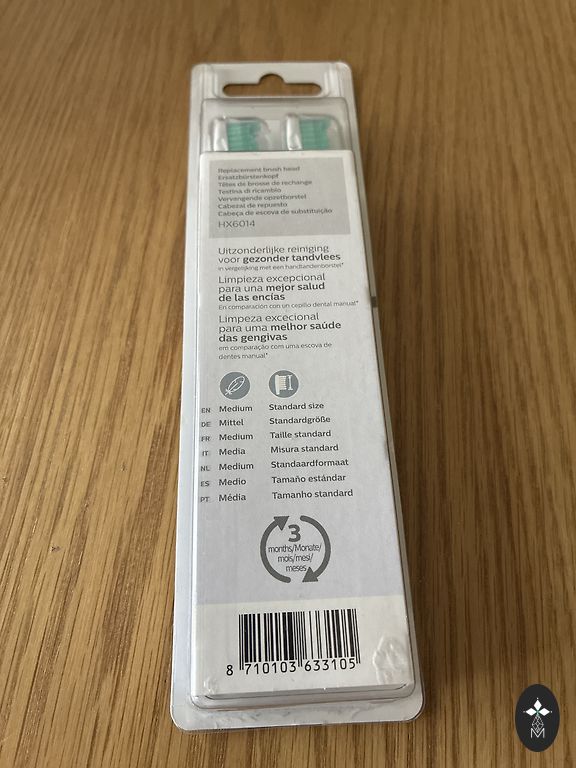 Replacement brush head
Ersatzbürstenkopf
Têtes de brosse de rechange
Testina di ricambio
Vervangende opzetborstel
Cabezal de repuesto
Cabeça de escova de substituição
HX6014
Uitzonderlijke reiniging
voor gezonder tandvlees
in vergelijking met een handtandenborstel*
Limpieza excepcional
para una mejor salud
de las encías
En comparación con un cepillo dental manual*
Limpeza excecional
para uma melhor saúde
das gengivas
em comparação com uma escova de
dentes manual*
EN Medium Standard size
DE Mittel Standardgröße
FR Medium Taille standard
IT Media Misura standard
NL Medium Standaardformaat
ES Medio Tamaño estándar
PT Média Tamanho standard
3
months/Monate/
mois/mesi/
meses
8 710103 633105
M